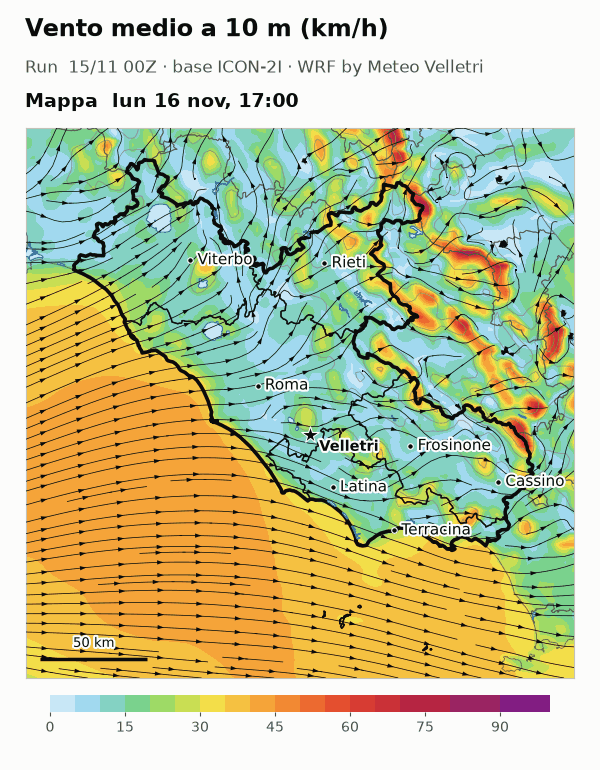 Vento medio a 10 m (km/h)
Run  15/11 00Z · base ICON-2I · WRF by Meteo Velletri
Mappa  lun 16 nov, 17:00
Viterbo
Rieti
Roma
Velletri
Frosinone
Latina
Cassino
Terracina
50 km
0 15 30 45 60 75 90